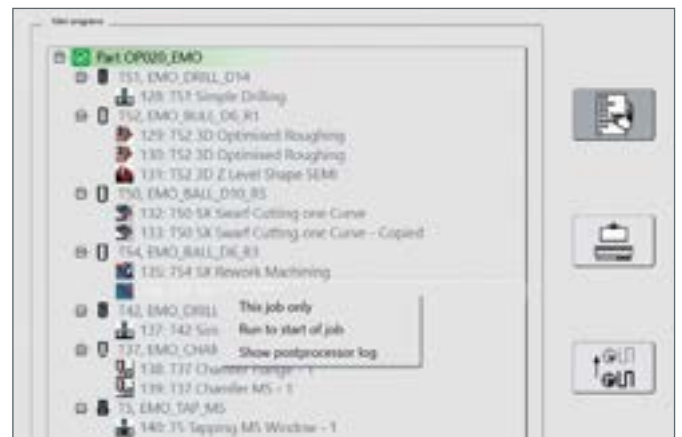 Part OP020_EMO
T51, EMO_DRILL_D14
128: T51 Simple Drilling
T52, EMO_BULL_D6_R1
129: T52 3D Optimised Roughing
130: T52 3D Optimised Roughing
131: T52 3D Z Level Shape SEMI
T50, EMO_BALL_D10_R5
132: T50 5X Swarf Cutting one Curve
133: T50 5X Swarf Cutting one Curve - Copied
T54, EMO_BALL_D6_R3
135: T54 5X Rework Machining
This job only
T42, EMO_DRILL
Run to start of job
137: T42 Sim
Show postprocessor log
T37, EMO_CHAM
138: T37 Chamfer Flange - 1
139: T37 Chamfer M5 - 1
T5, EMO_TAP_M5
140: T5 Tapping M5 Window - 1